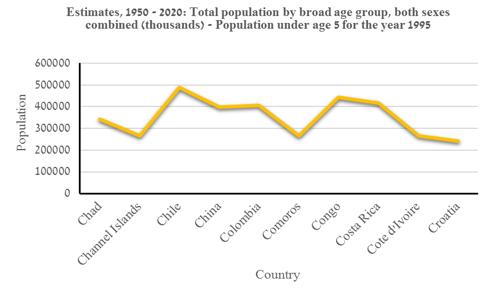 Estimates, 1950 - 2020: Total population by broad age group, both sexes
combined (thousands) - Population under age 5 for the year 1995
600000
500000
400000
300000
200000
100000
0
Population
Chad
Channel Islands
Chile
China
Colombia
Comoros
Congo
Costa Rica
Cote d'Ivoire
Croatia
Country